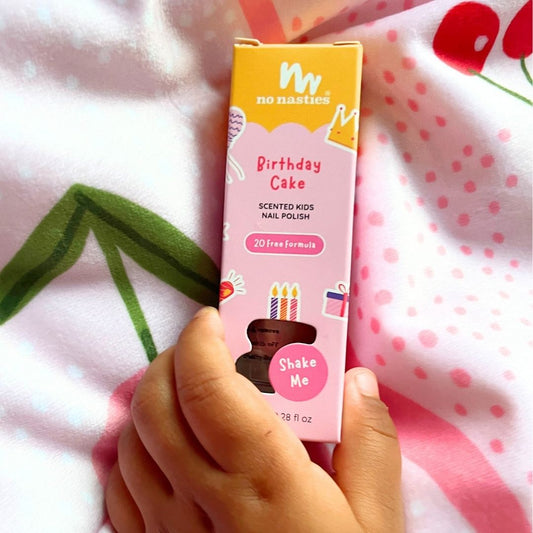 no nasties®
Birthday
Cake
SCENTED KIDS
NAIL POLISH
20 Free Formula
Shake
Me
28 fl oz